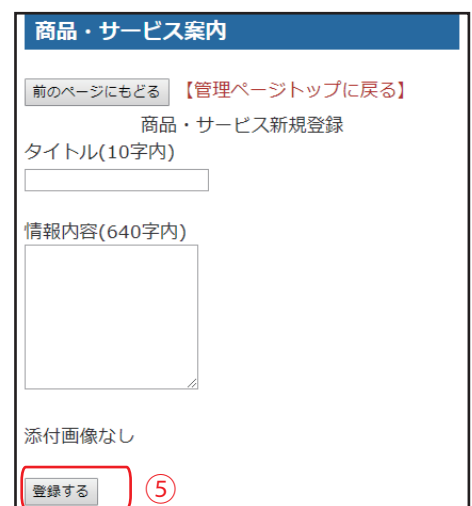 商品・サービス案内
前のページにもどる 【管理ページトップに戻る】
商品・サービス新規登録
タイトル(10字内)
情報内容(640字内)
添付画像なし
登録する ⑤